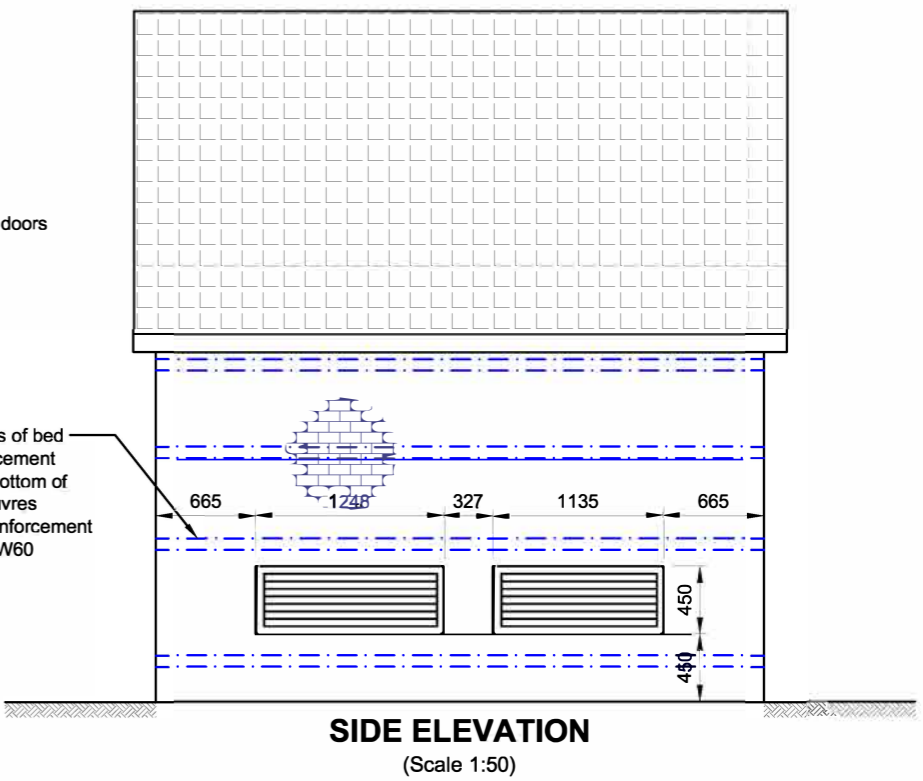 doors
s of bed
cement
ottom of
uvres
nforcement
W60
665 1248 327 1135 665
450
450
SIDE ELEVATION
(Scale 1:50)